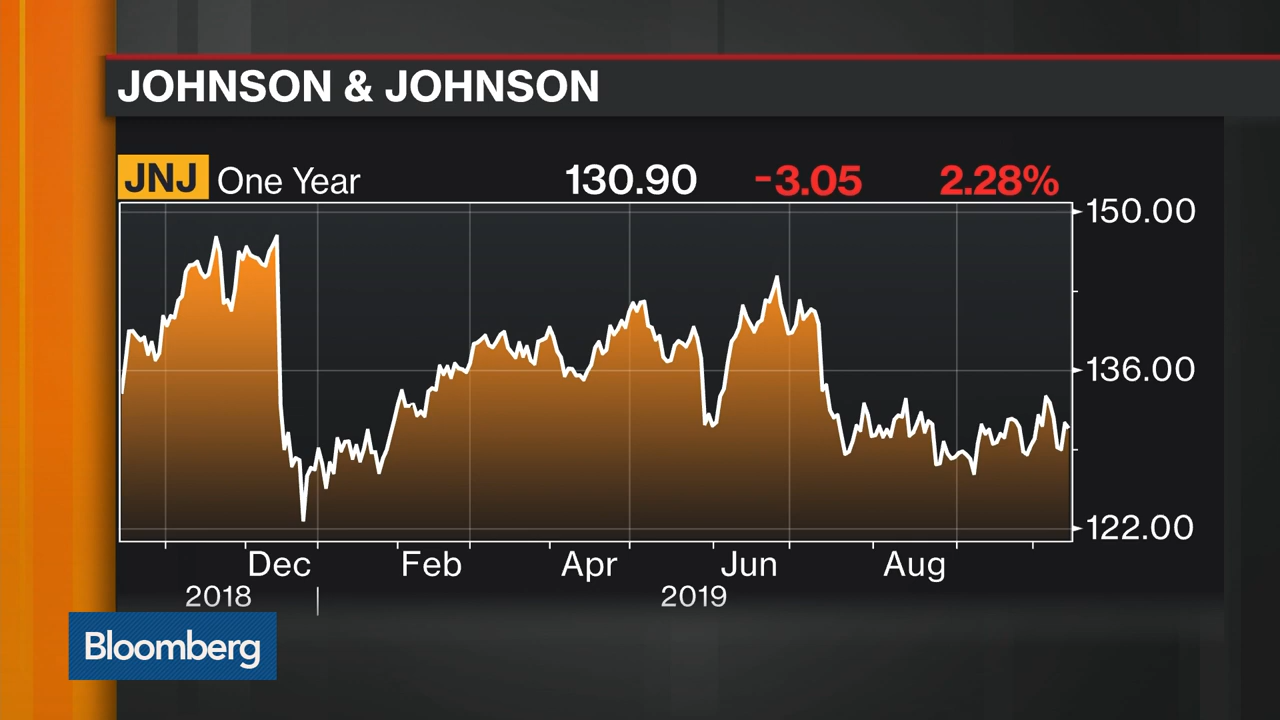 JOHNSON & JOHNSON
JNJ One Year 130.90 -3.05 2.28%
150.00
136.00
122.00
Dec Feb Apr Jun Aug
2018 2019
Bloomberg